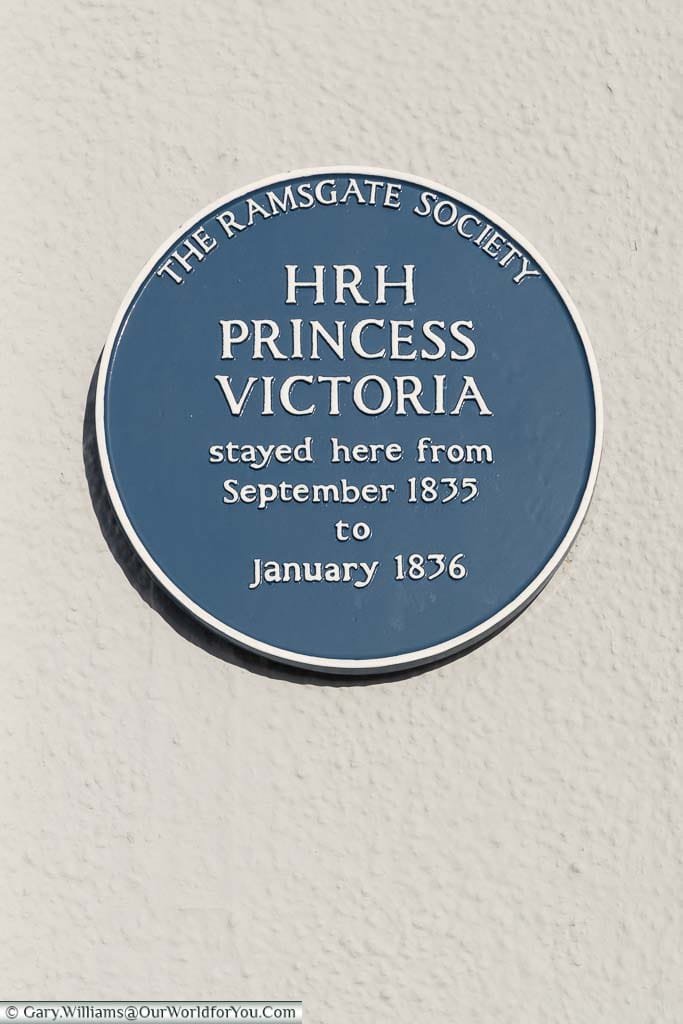 THE RAMSGATE SOCIETY
HRH
PRINCESS
VICTORIA
stayed here from
September 1835
to
January 1836
© Gary.Williams@OurWorldforYou.Com